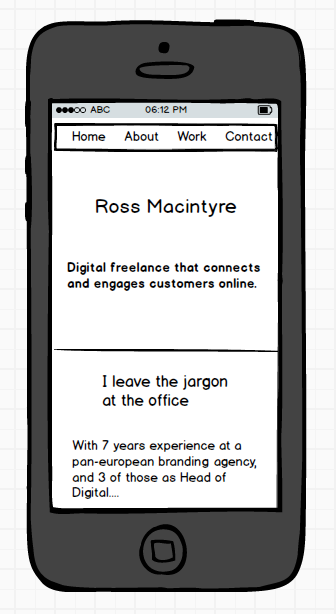 ABC 06:12 PM
Home About Work Contact
Ross Macintyre
Digital freelance that connects
and engages customers online.
I leave the jargon
at the office
With 7 years experience at a
pan-european branding agency,
and 3 of those as Head of
Digital....